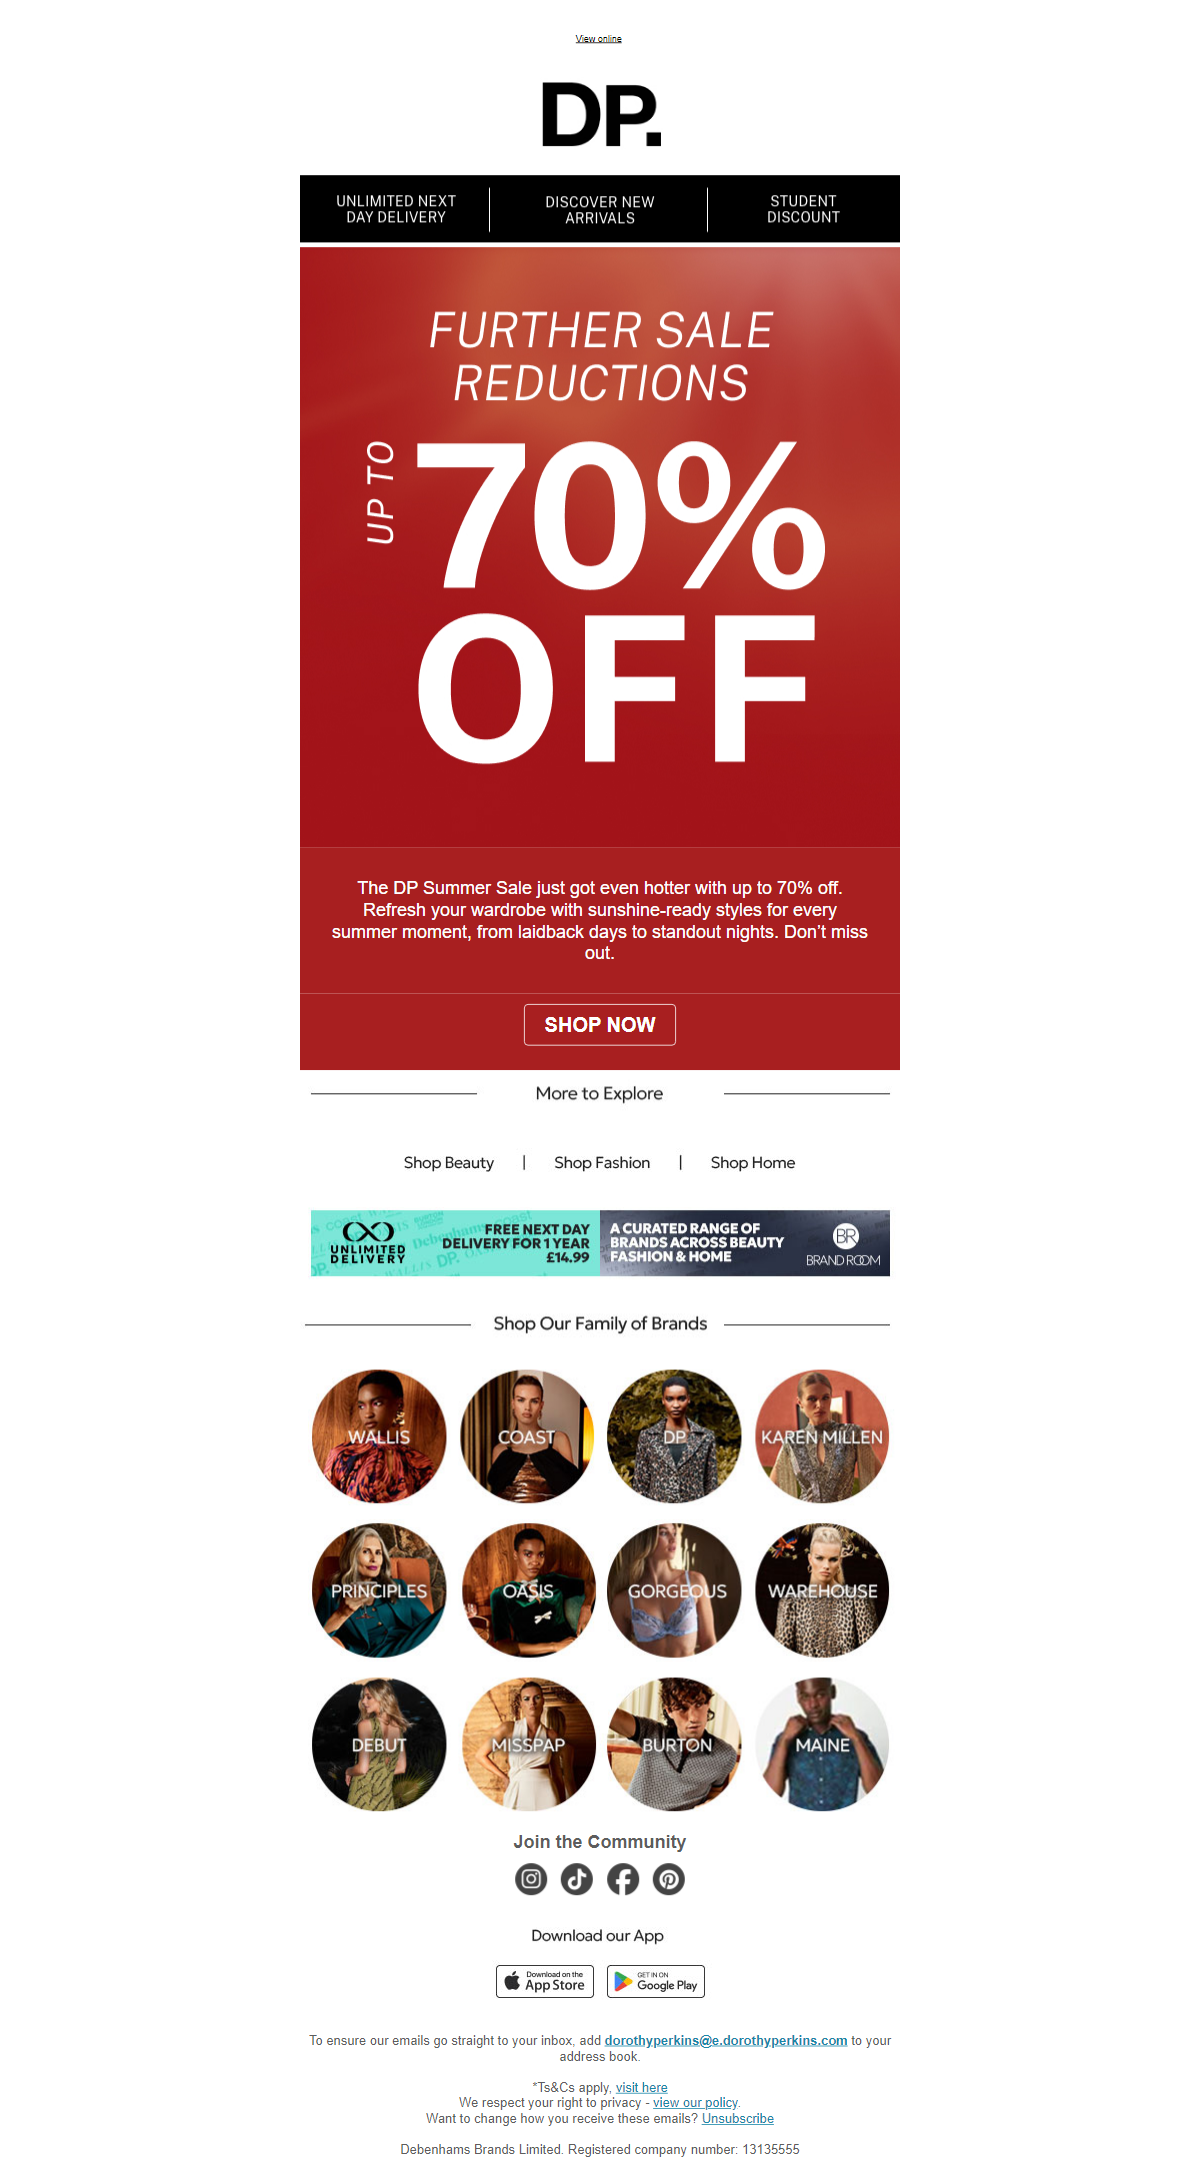 View online
DP.
UNLIMITED NEXT
DAY DELIVERY
DISCOVER NEW
ARRIVALS
STUDENT
DISCOUNT
FURTHER SALE
REDUCTIONS
UP TO
70%
OFF
The DP Summer Sale just got even hotter with up to 70% off.
Refresh your wardrobe with sunshine-ready styles for every
summer moment, from laidback days to standout nights. Don’t miss
out.
SHOP NOW
More to Explore
Shop Beauty | Shop Fashion | Shop Home
UNLIMITED
DELIVERY
FREE NEXT DAY
DELIVERY FOR 1 YEAR
£14.99
A CURATED RANGE OF
BRANDS ACROSS BEAUTY
FASHION & HOME
BR
BRAND ROOM
Shop Our Family of Brands
WALLIS
COAST
DP
KAREN MILLEN
PRINCIPLES
OASIS
GORGEOUS
WAREHOUSE
DEBUT
MISSPAP
BURTON
MAINE
Join the Community
Download our App
Download on the
App Store
GET IN ON
Google Play
To ensure our emails go straight to your inbox, add dorothyperkins@e.dorothyperkins.com to your
address book.
*Ts&Cs apply, visit here
We respect your right to privacy - view our policy.
Want to change how you receive these emails? Unsubscribe
Debenhams Brands Limited. Registered company number: 13135555